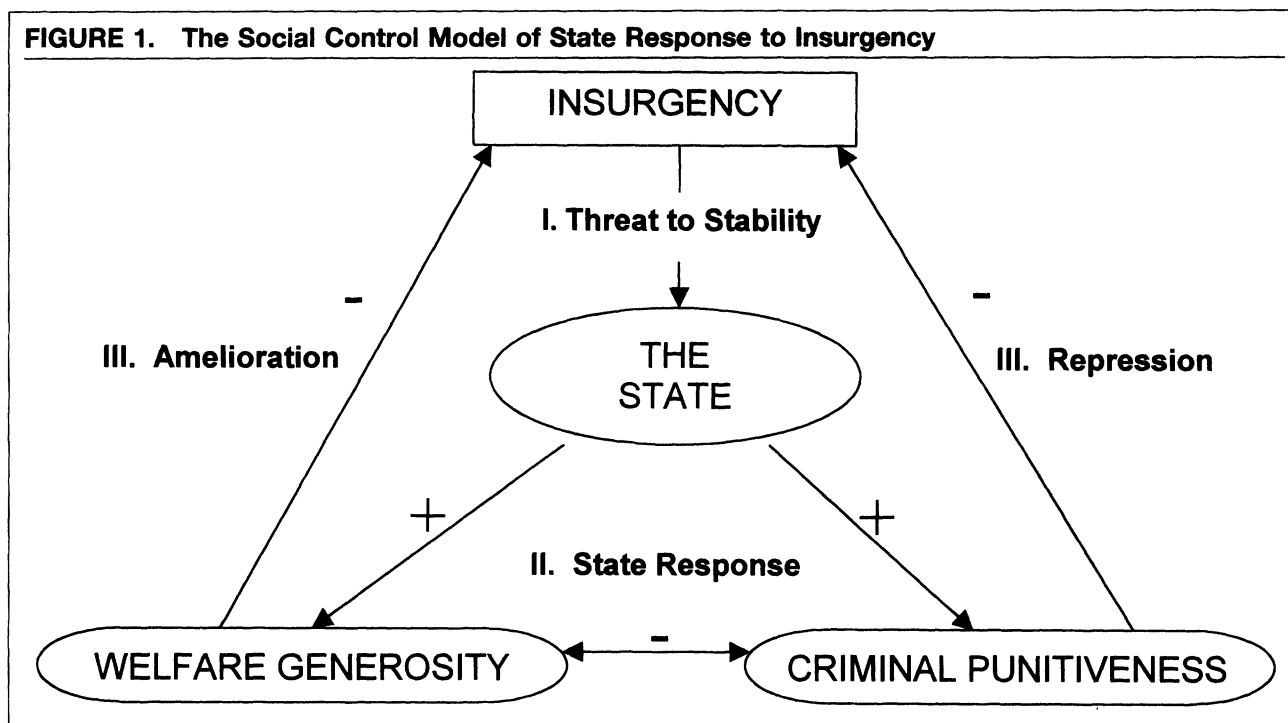 FIGURE 1. The Social Control Model of State Response to Insurgency
INSURGENCY
I. Threat to Stability
-
-
III. Amelioration
THE
STATE
III. Repression
+
+
II. State Response
WELFARE GENEROSITY
-
CRIMINAL PUNITIVENESS